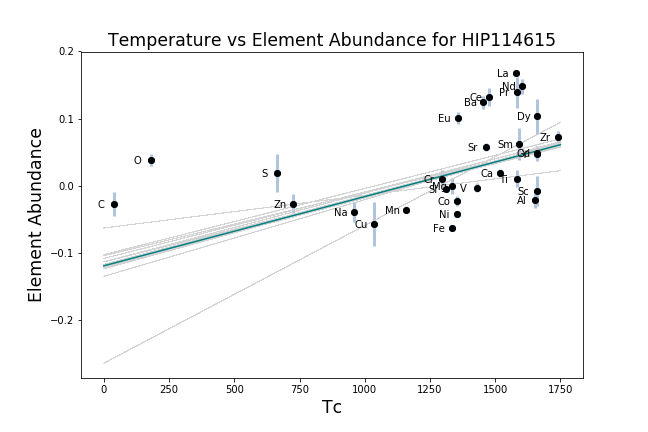 Temperature vs Element Abundance for HIP114615
Element Abundance
0.2
0.1
0.0
−0.1
−0.2
La
Nd
Pr
Ce
Ba
Eu
Dy
Zr
Sr
Sm
O
S
Ca
Cr
Mg
Si
V
Ti
Sc
Al
C
Zn
Na
Mn
Co
Ni
Cu
Fe
0
250
500
750
1000
1250
1500
1750
Tc